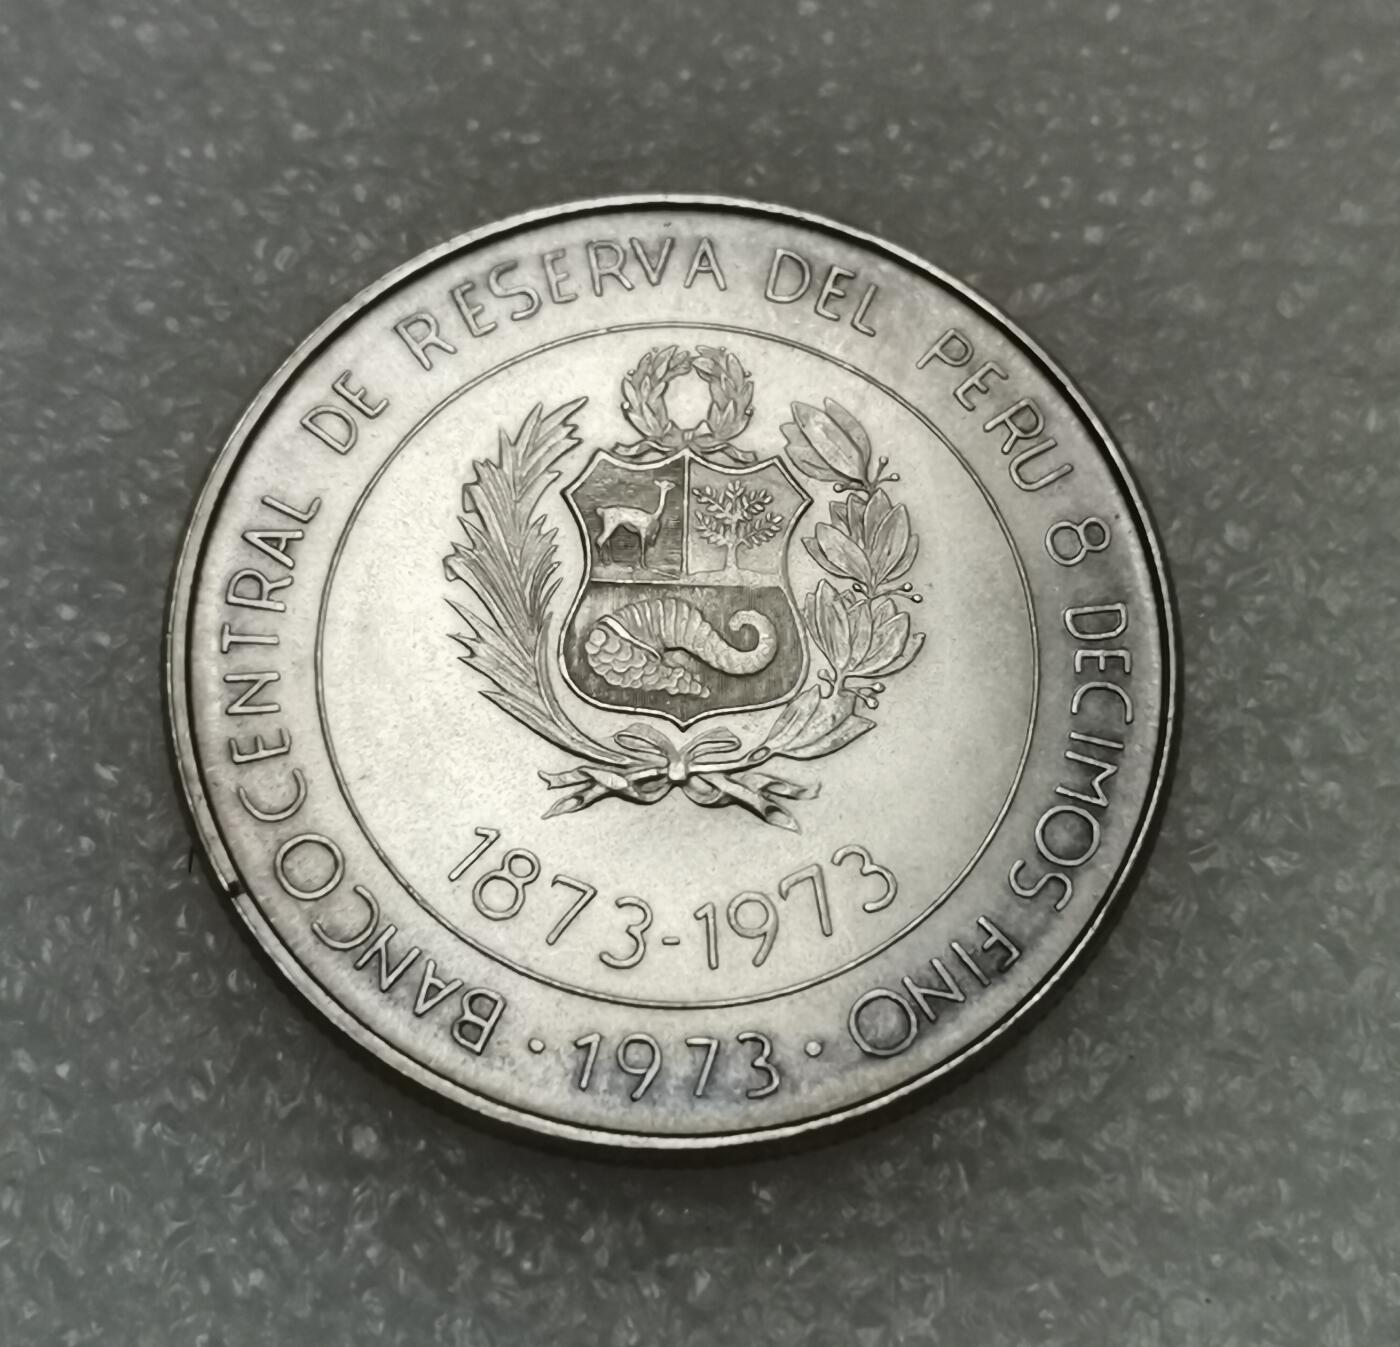 BANCO CENTRAL DE RESERVA DEL PERU 8 DECIMOS FINO
1873-1973
· 1973 ·